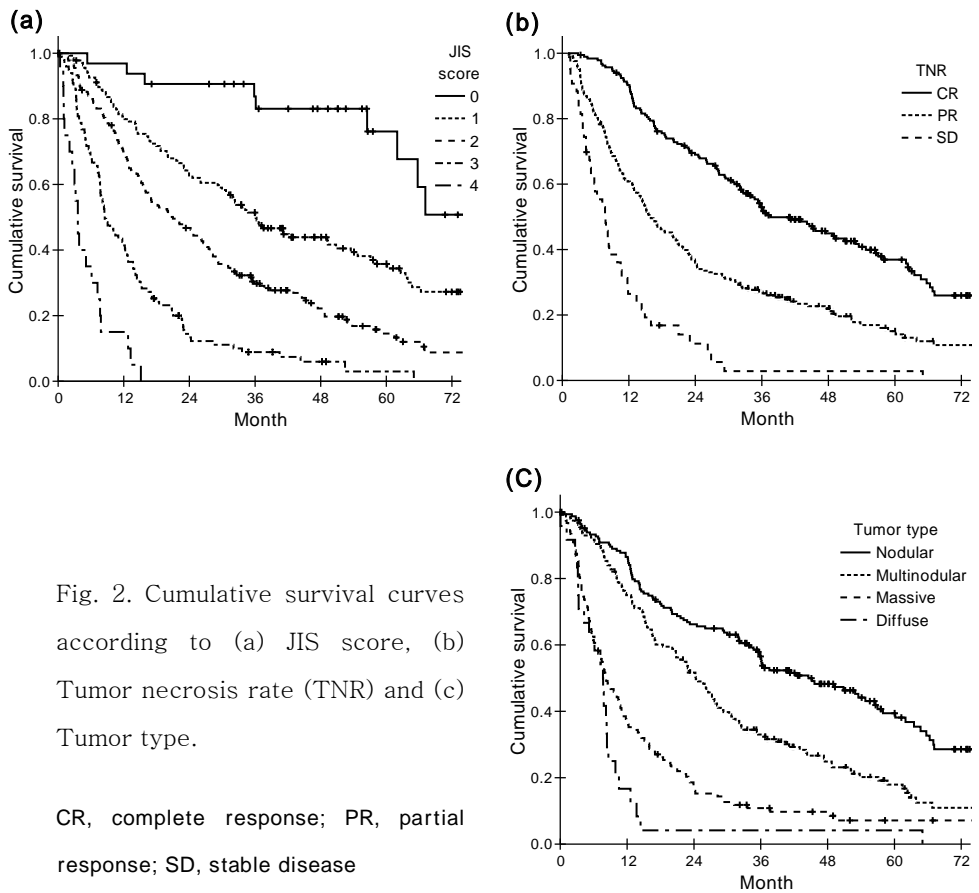 (a)
JIS
score
0
1
2
3
4
1.0
0.8
0.6
0.4
0.2
0.0
Cumulative survival
0 12 24 36 48 60 72
Month
(b)
TNR
CR
PR
SD
1.0
0.8
0.6
0.4
0.2
0.0
Cumulative survival
0 12 24 36 48 60 72
Month
(C)
Tumor type
Nodular
Multinodular
Massive
Diffuse
1.0
0.8
0.6
0.4
0.2
0.0
Cumulative survival
0 12 24 36 48 60 72
Month
Fig. 2. Cumulative survival curves
according to (a) JIS score, (b)
Tumor necrosis rate (TNR) and (c)
Tumor type.
CR, complete response; PR, partial
response; SD, stable disease